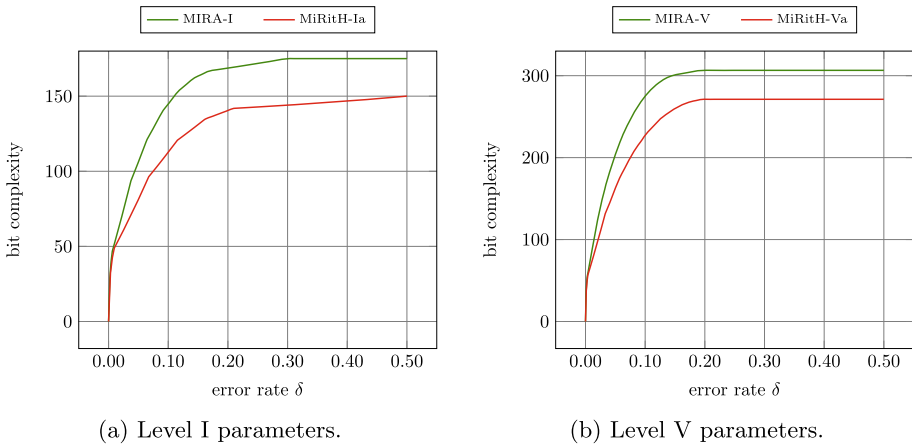 MIRA-I MiRitH-Ia
bit complexity
150
100
50
0
0.00 0.10 0.20 0.30 0.40 0.50
error rate δ
(a) Level I parameters.
MIRA-V MiRitH-Va
bit complexity
300
200
100
0
0.00 0.10 0.20 0.30 0.40 0.50
error rate δ
(b) Level V parameters.